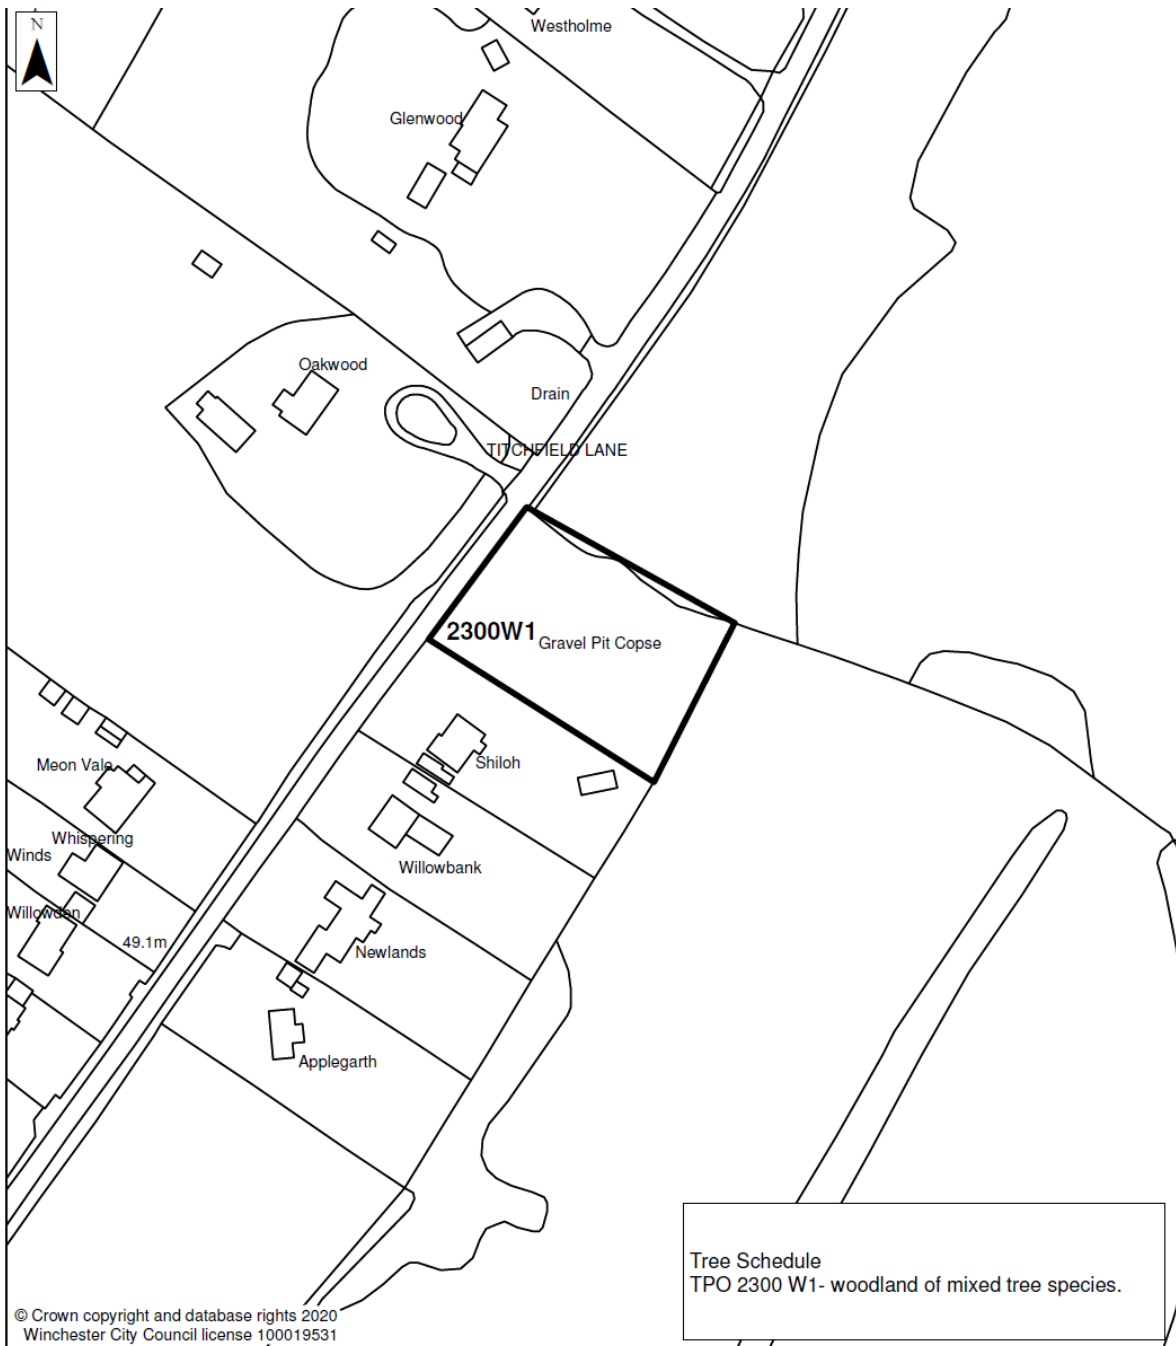 N
Westholme
Glenwood
Oakwood
Drain
TITCHFIELD LANE
2300W1
Gravel Pit Copse
Shiloh
Meon Vale
Whispering
Winds
Willowbank
Willowden
49.1m
Newlands
Applegarth
Tree Schedule
TPO 2300 W1- woodland of mixed tree species.
© Crown copyright and database rights 2020
Winchester City Council license 100019531